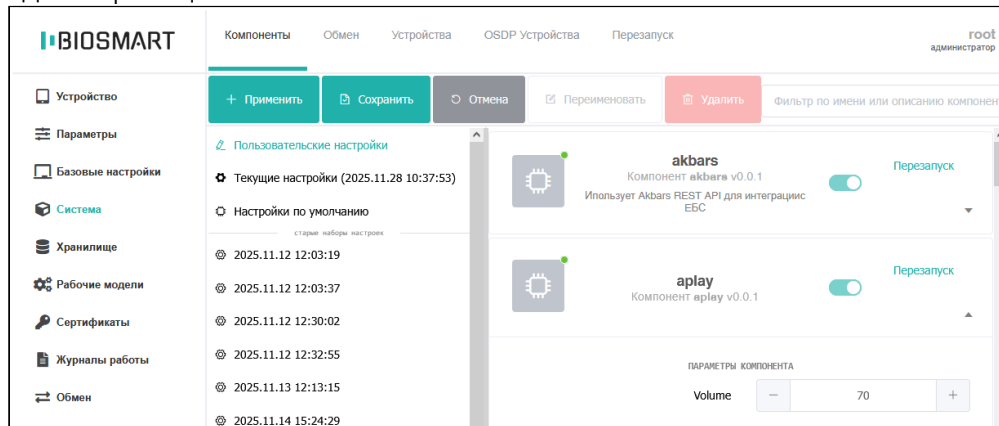 BIOSMART
Компоненты Обмен Устройства OSDP Устройства Перезапуск
root
администратор
Устройство
Параметры
Базовые настройки
Система
Хранилище
Рабочие модели
Сертификаты
Журналы работы
Обмен
+ Применить Сохранить Отмена Переименовать Удалить Фильтр по имени или описанию компонен
Пользовательские настройки
Текущие настройки (2025.11.28 10:37:53)
Настройки по умолчанию
старые наборы настроек
2025.11.12 12:03:19
2025.11.12 12:03:37
2025.11.12 12:30:02
2025.11.12 12:32:55
2025.11.13 12:13:15
2025.11.14 15:24:29
akbars
Компонент akbars v0.0.1
Ипользует Akbars REST API для интеграциис
ЕБС
Перезапуск
aplay
Компонент aplay v0.0.1
Перезапуск
ПАРАМЕТРЫ КОМПОНЕНТА
Volume − 70 +